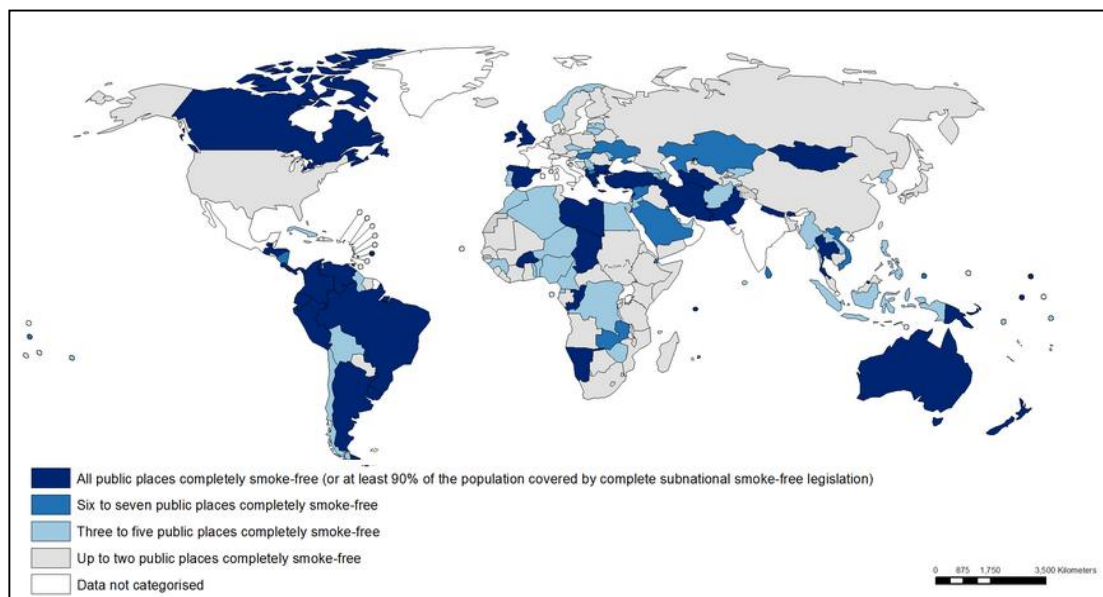 All public places completely smoke-free (or at least 90% of the population covered by complete subnational smoke-free legislation)
Six to seven public places completely smoke-free
Three to five public places completely smoke-free
Up to two public places completely smoke-free
Data not categorised
0 875 1,750 3,500 Kilometers